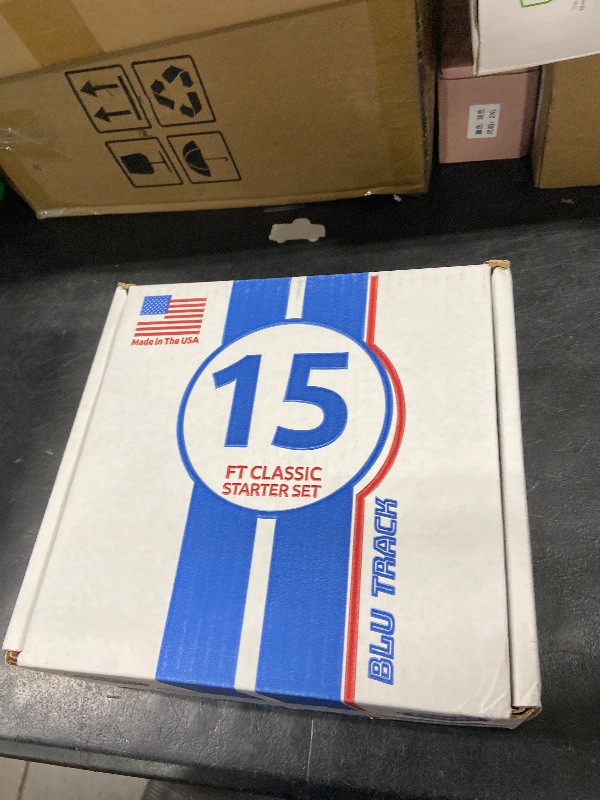 Made in The USA
15
FT CLASSIC
STARTER SET
BLU TRACK